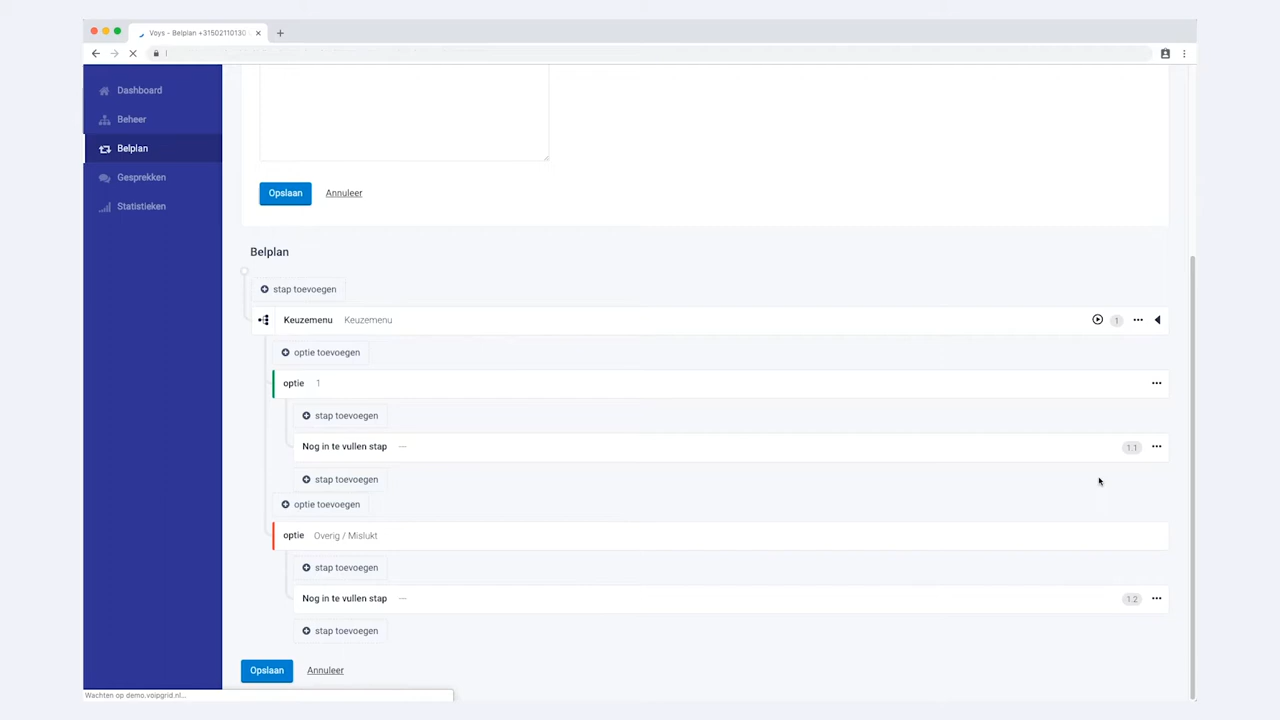 Voys - Belplan +31502110130
Dashboard
Beheer
Belplan
Gesprekken
Statistieken
Opslaan Annuleer
Belplan
stap toevoegen
Keuzemenu Keuzemenu 1
optie toevoegen
optie 1
stap toevoegen
Nog in te vullen stap — 1.1
stap toevoegen
optie toevoegen
optie Overig / Mislukt
stap toevoegen
Nog in te vullen stap — 1.2
stap toevoegen
Opslaan Annuleer
Wachten op demo.voipgrid.nl...